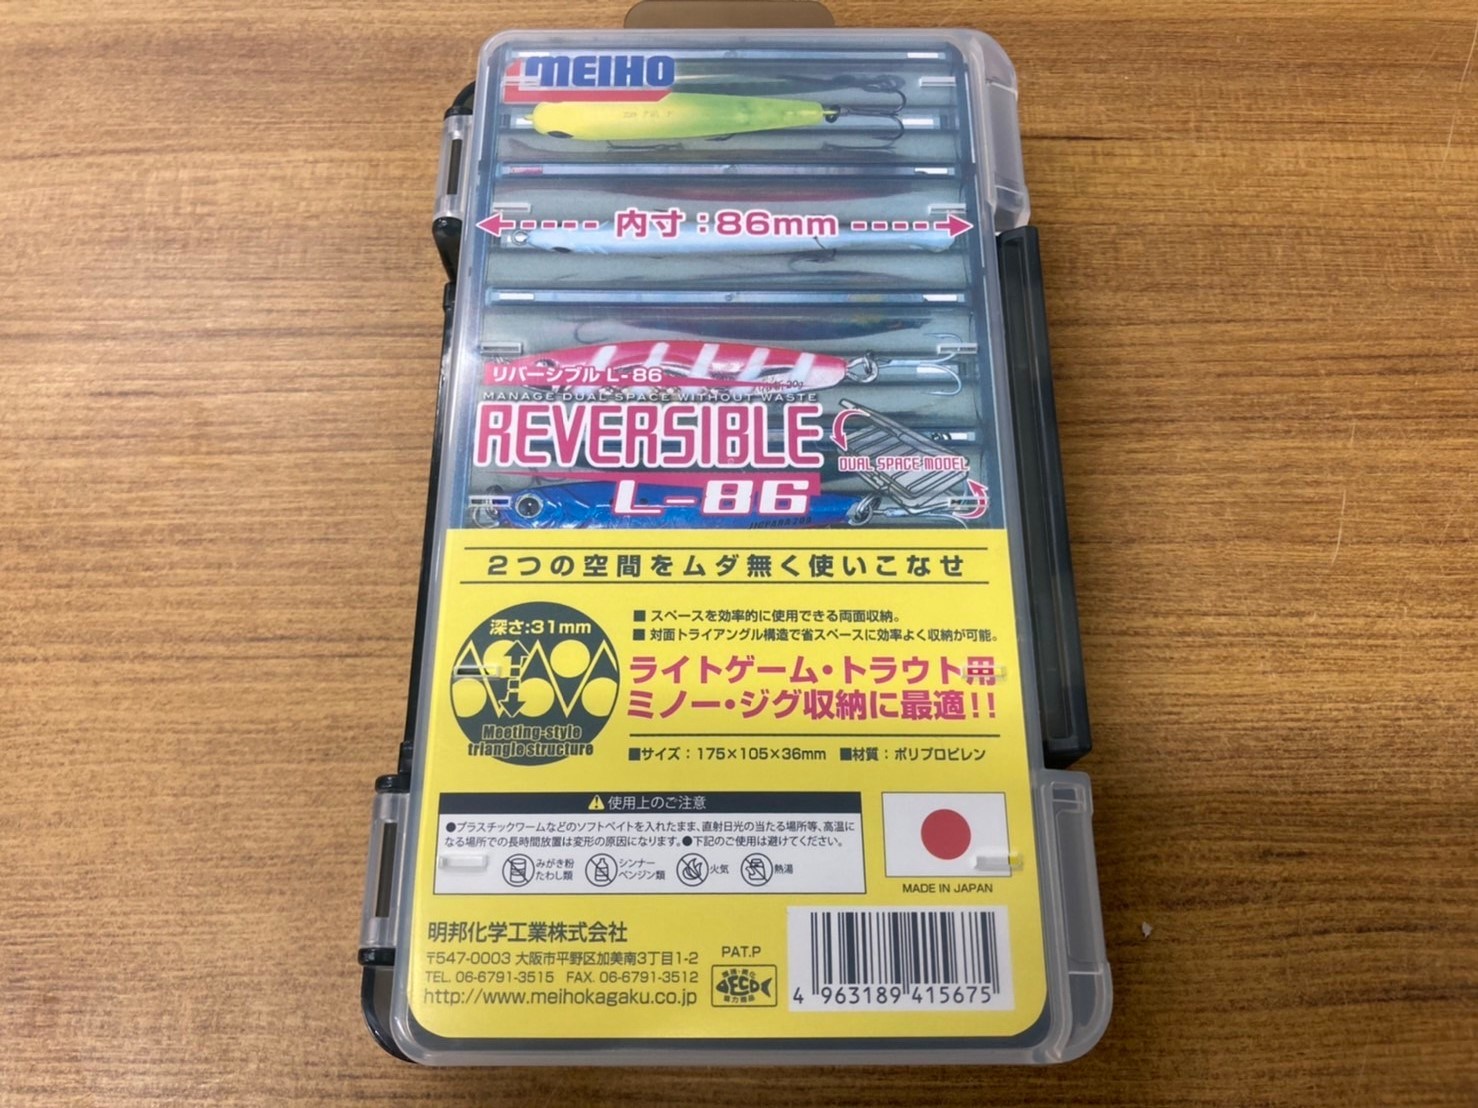 MEIHO
内寸：86mm
リバーシブル L-86
MANAGE DUAL SPACE WITHOUT WASTE
REVERSIBLE
DUAL SPACE MODEL
L-86
2つの空間をムダ無く使いこなせ
深さ:31mm
Meeting-style
triangle structure
■ スペースを効率的に使用できる両面収納。
■ 対面トライアングル構造で省スペースに効率よく収納が可能。
ライトゲーム・トラウト用
ミノー・ジグ収納に最適!!
■サイズ：175×105×36mm ■材質：ポリプロピレン
使用上のご注意
●プラスチックワームなどのソフトベイトを入れたまま、直射日光の当たる場所等、高温に
なる場所での長時間放置は変形の原因になります。●下記のご使用は避けてください。
みがき粉
たわし類
シンナー
ベンジン類
火気
熱湯
MADE IN JAPAN
明邦化学工業株式会社
〒547-0003 大阪市平野区加美南3丁目1-2
TEL. 06-6791-3515 FAX. 06-6791-3512
http://www.meihokagaku.co.jp
PAT.P
ECO
4 963189 415675